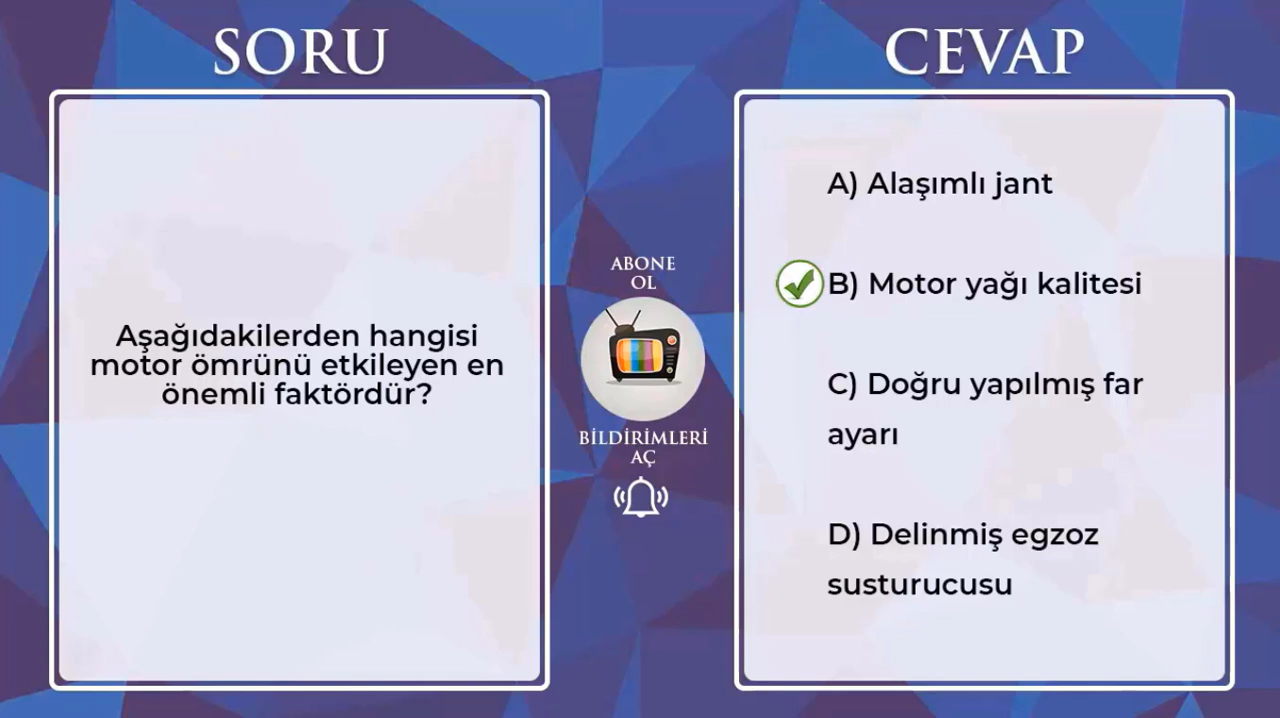 SORU
Aşağıdakilerden hangisi
motor ömrünü etkileyen en
önemli faktördür?
ABONE
OL
BİLDİRİMLERİ
AÇ
CEVAP
A) Alaşımlı jant
B) Motor yağı kalitesi
C) Doğru yapılmış far
ayarı
D) Delinmiş egzoz
susturucusu